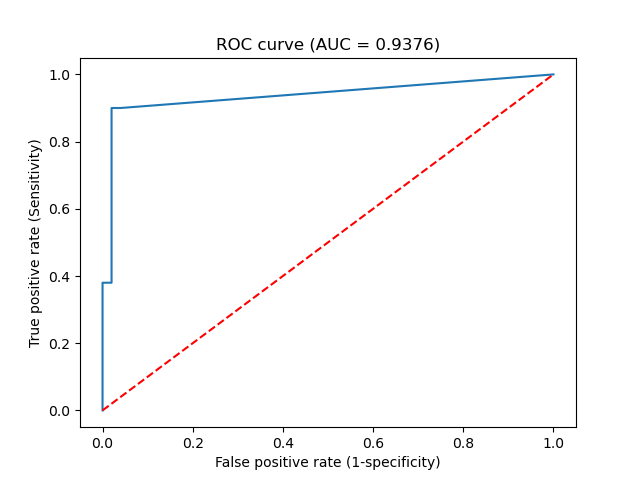 ROC curve (AUC = 0.9376)
True positive rate (Sensitivity)
1.0
0.8
0.6
0.4
0.2
0.0
0.0 0.2 0.4 0.6 0.8 1.0
False positive rate (1-specificity)